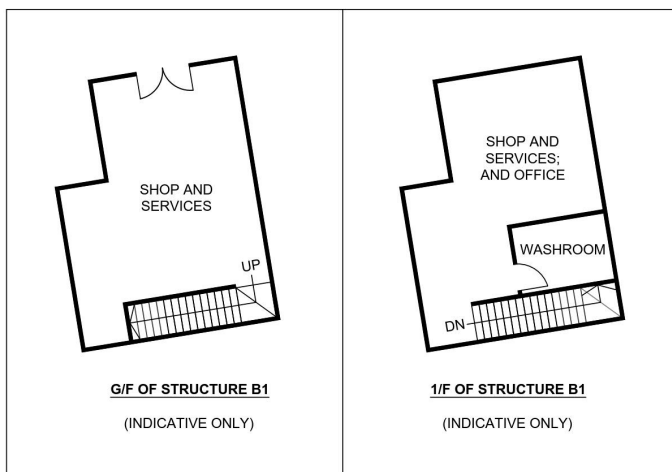 SHOP AND
SERVICES
UP
G/F OF STRUCTURE B1
(INDICATIVE ONLY)
SHOP AND
SERVICES;
AND OFFICE
WASHROOM
DN
1/F OF STRUCTURE B1
(INDICATIVE ONLY)